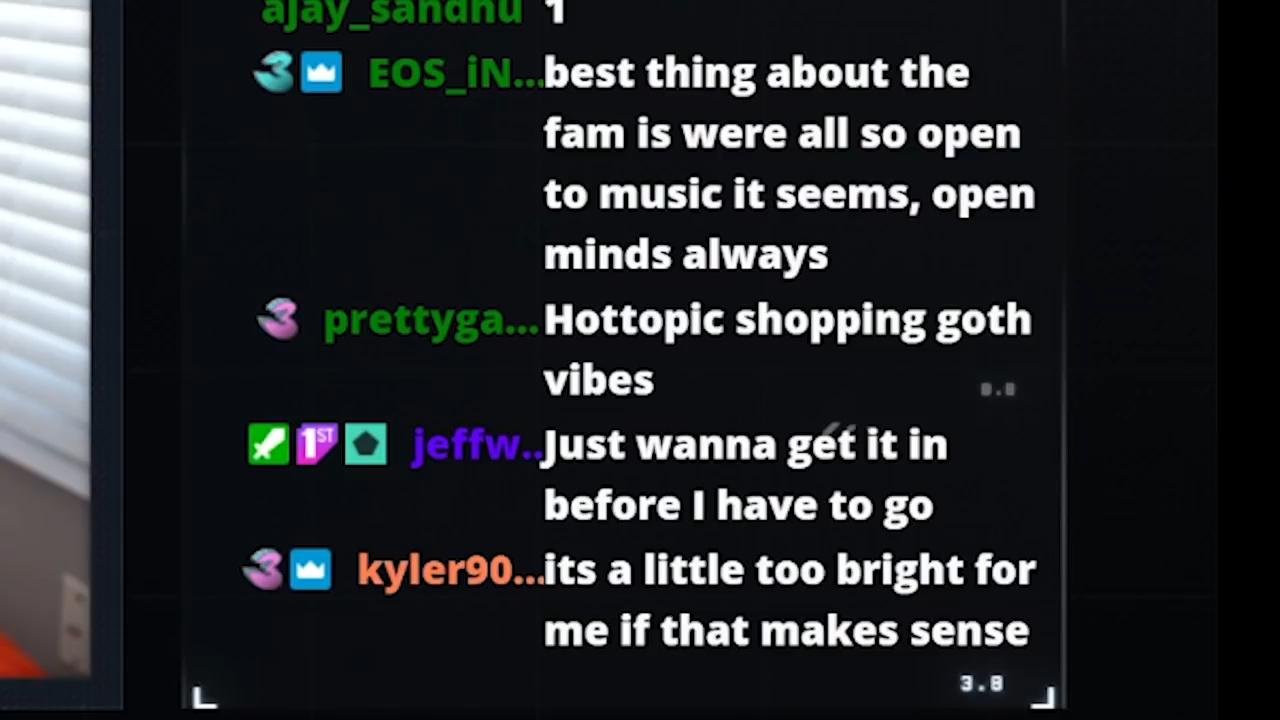 ajay_sandhu 1
EOS_iN... best thing about the
fam is were all so open
to music it seems, open
minds always
prettyga... Hottopic shopping goth
vibes
1ST jeffw.. Just wanna get it in
before I have to go
kyler90... its a little too bright for
me if that makes sense
3.8